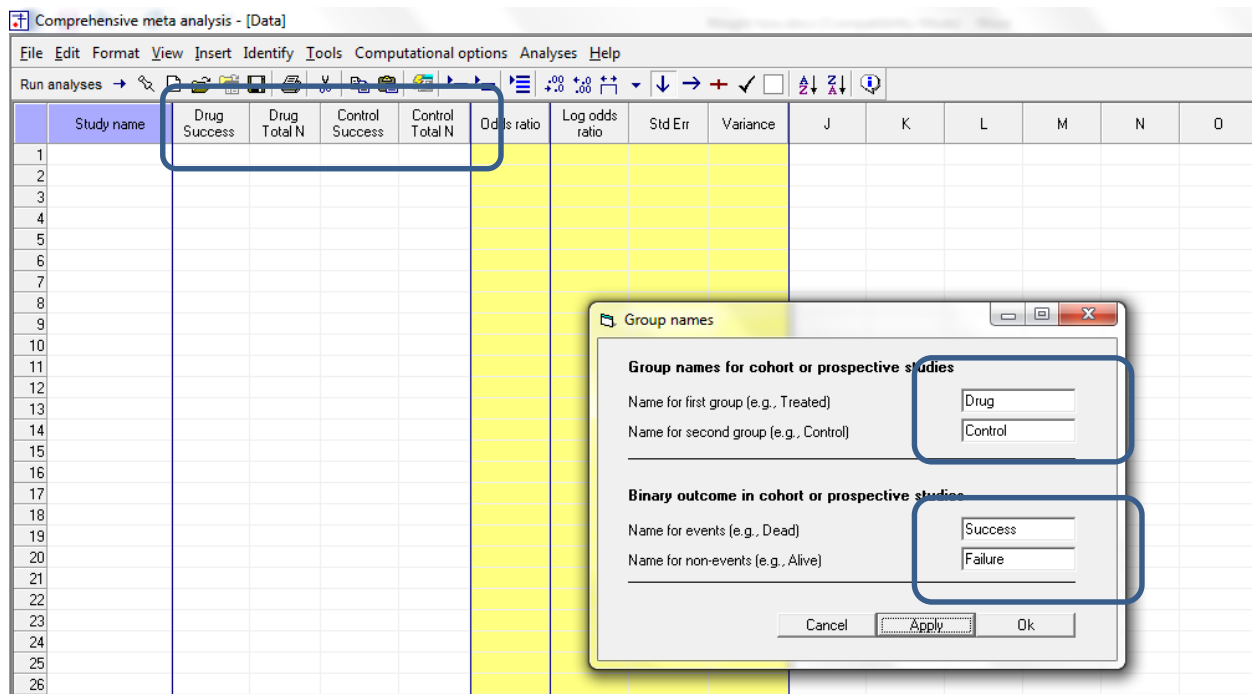 Comprehensive meta analysis - [Data]
File Edit Format View Insert Identify Tools Computational options Analyses Help
Run analyses
Study name
Drug Success
Drug Total N
Control Success
Control Total N
Odds ratio
Log odds ratio
Std Err
Variance
J
K
L
M
N
O
1
2
3
4
5
6
7
8
9
10
11
12
13
14
15
16
17
18
19
20
21
22
23
24
25
26
Group names
Group names for cohort or prospective studies
Name for first group (e.g., Treated) Drug
Name for second group (e.g., Control) Control
Binary outcome in cohort or prospective studies
Name for events (e.g., Dead) Success
Name for non-events (e.g., Alive) Failure
Cancel Apply Ok